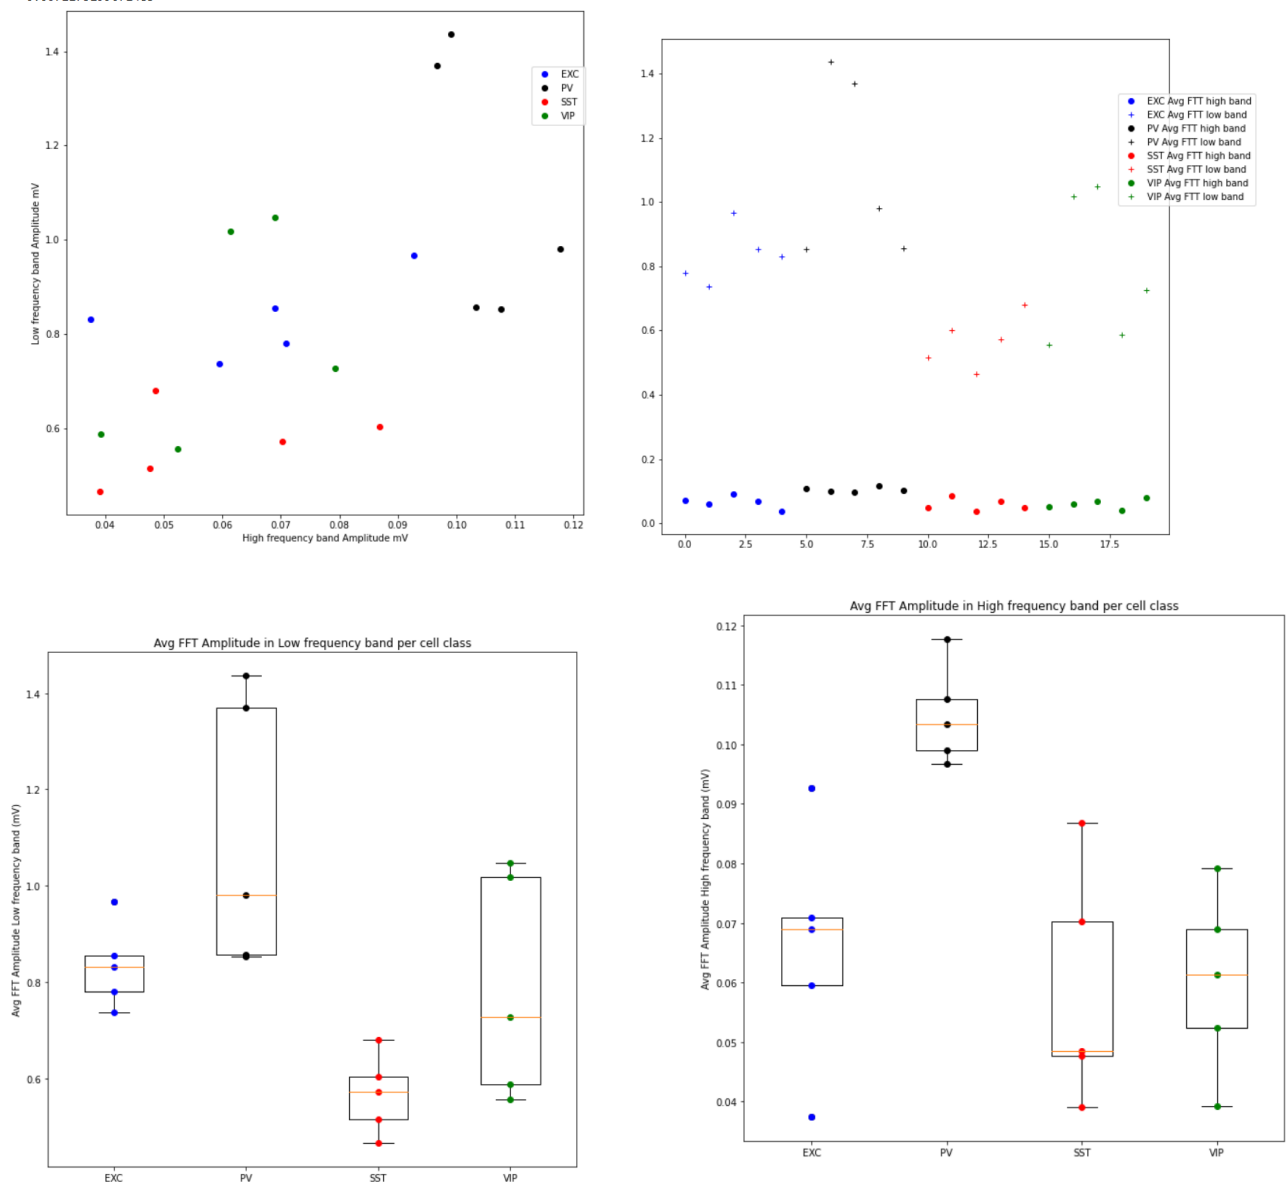 1.4
1.2
1.0
0.8
0.6
Low frequency band Amplitude mV
0.04 0.05 0.06 0.07 0.08 0.09 0.10 0.11 0.12
High frequency band Amplitude mV
EXC
PV
SST
VIP
1.4
1.2
1.0
0.8
0.6
0.4
0.2
0.0
0.0 2.5 5.0 7.5 10.0 12.5 15.0 17.5
EXC Avg FTT high band
EXC Avg FTT low band
PV Avg FTT high band
PV Avg FTT low band
SST Avg FTT high band
SST Avg FTT low band
VIP Avg FTT high band
VIP Avg FTT low band
Avg FFT Amplitude in Low frequency band per cell class
1.4
1.2
1.0
0.8
0.6
Avg FFT Amplitude Low frequency band (mV)
EXC PV SST VIP
Avg FFT Amplitude in High frequency band per cell class
0.12
0.11
0.10
0.09
0.08
0.07
0.06
0.05
0.04
Avg FFT Amplitude High frequency band (mV)
EXC PV SST VIP